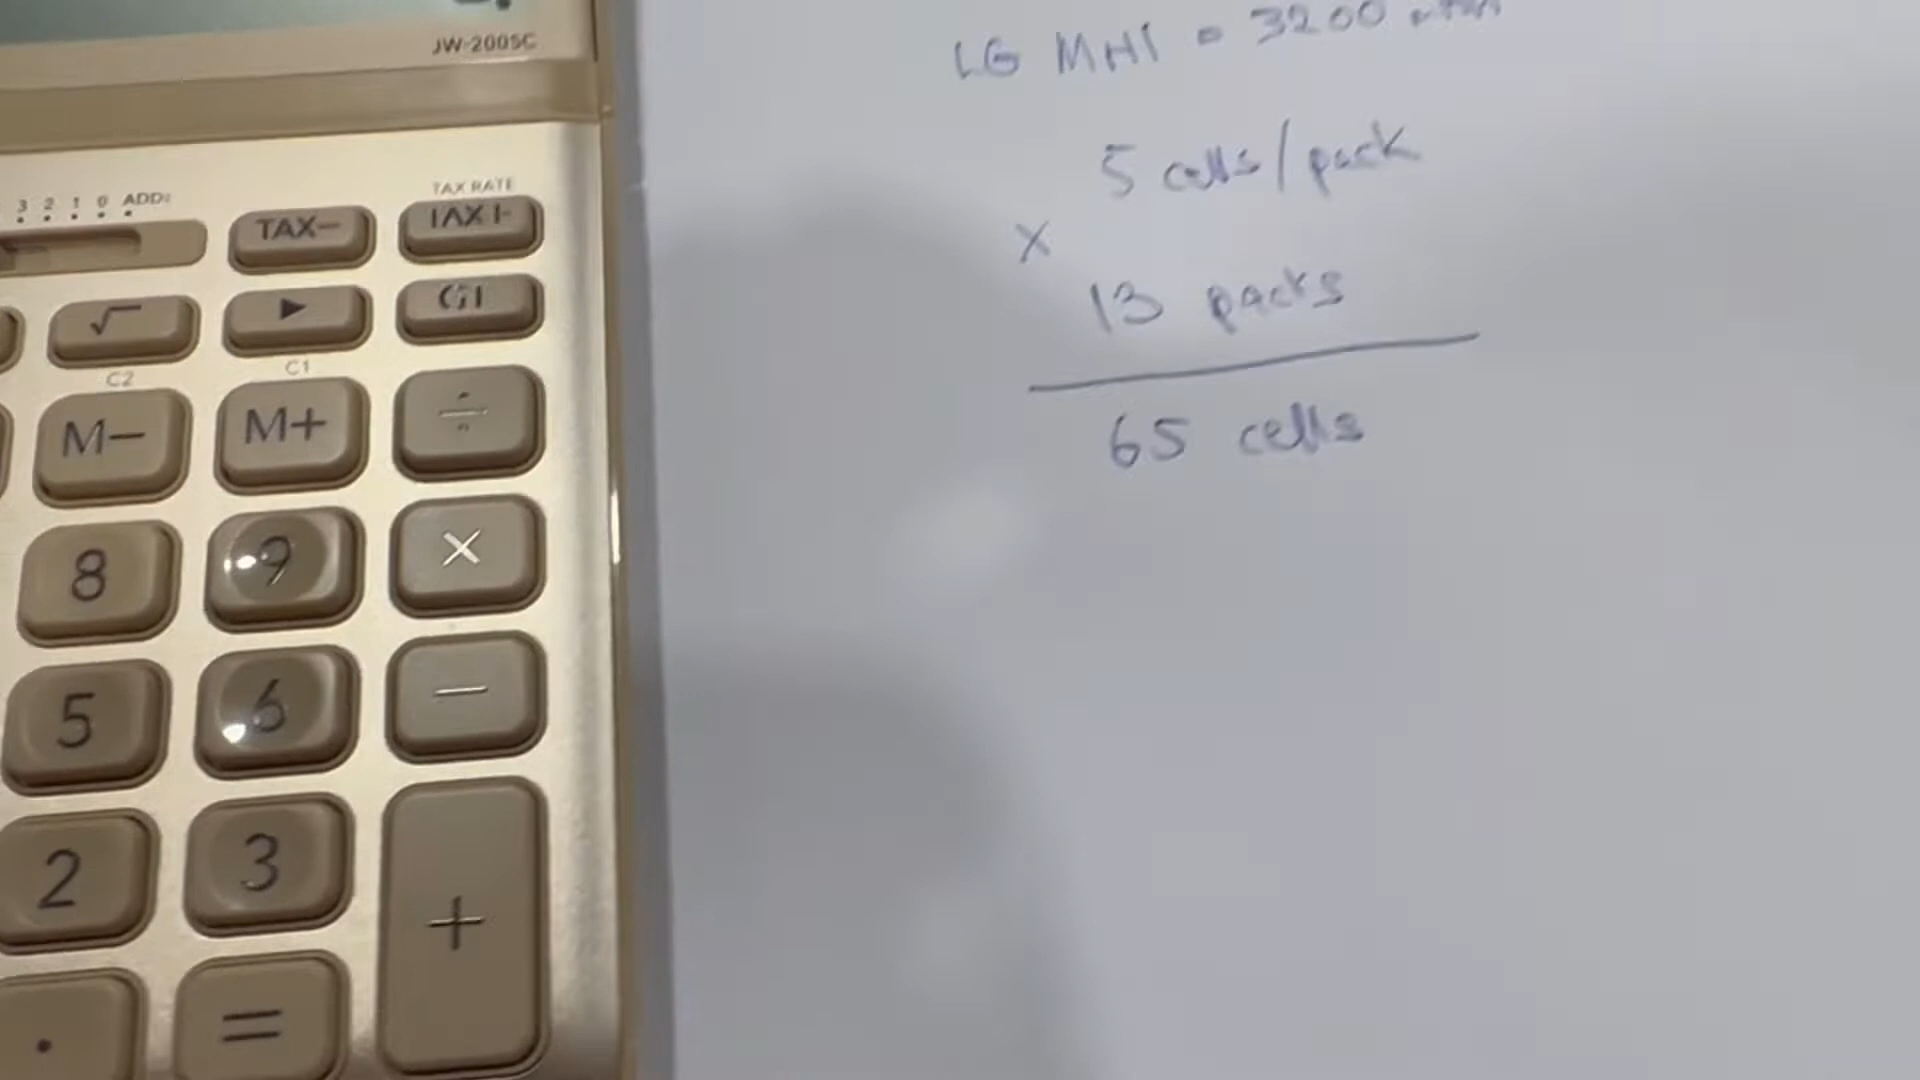 JW-2005C
3 2 1 0 ADD2
TAX RATE
TAX− TAX+
√ ▶ GT
C2 C1
M− M+ ÷
8 9 ×
5 6 −
2 3 +
. =
LG MH1 = 3200
5 cells/pack
×
13 packs
65 cells